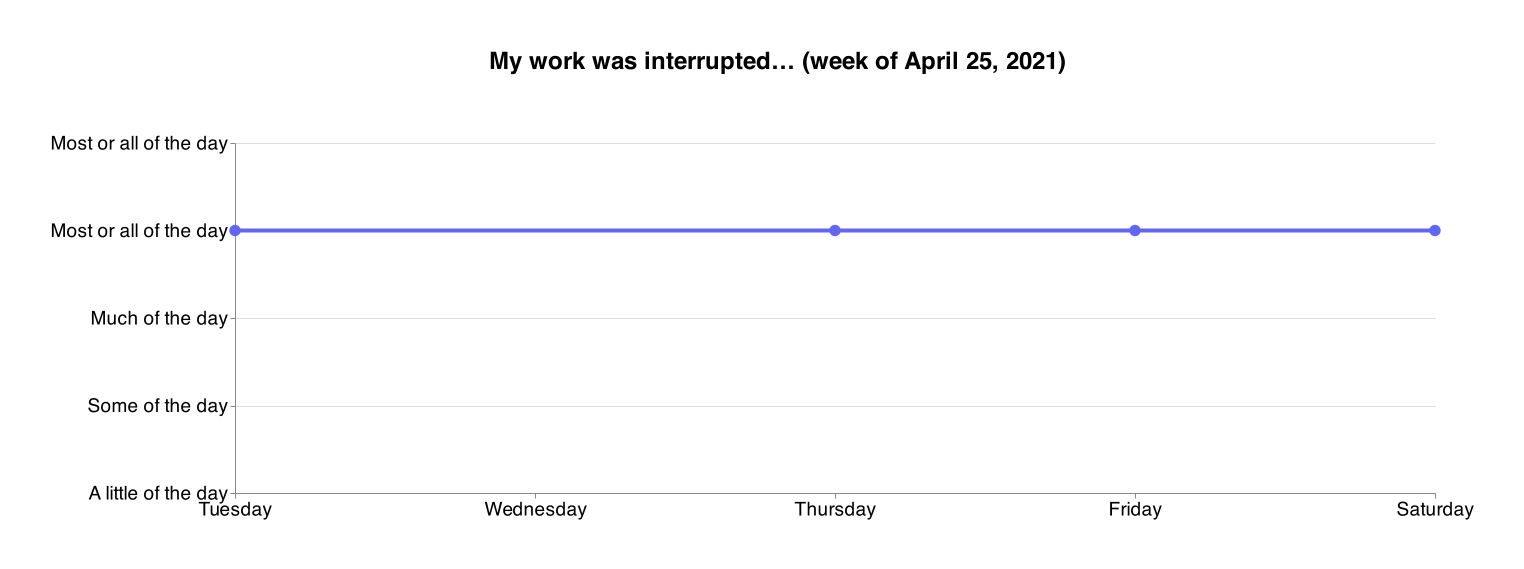 My work was interrupted… (week of April 25, 2021)
Most or all of the day
Most or all of the day
Much of the day
Some of the day
A little of the day
Tuesday Wednesday Thursday Friday Saturday